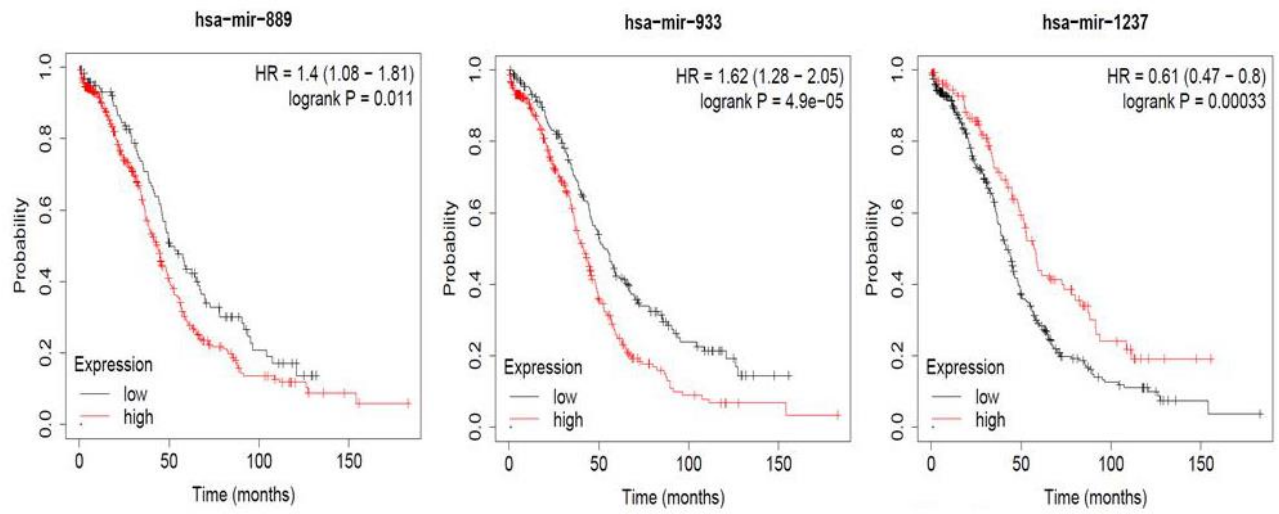 hsa-mir-889
HR = 1.4 (1.08 − 1.81)
logrank P = 0.011
Probability
0.0
0.2
0.4
0.6
0.8
1.0
Expression
low
high
0
50
100
150
Time (months)
hsa-mir-933
HR = 1.62 (1.28 − 2.05)
logrank P = 4.9e−05
Probability
0.0
0.2
0.4
0.6
0.8
1.0
Expression
low
high
0
50
100
150
Time (months)
hsa-mir-1237
HR = 0.61 (0.47 − 0.8)
logrank P = 0.00033
Probability
0.0
0.2
0.4
0.6
0.8
1.0
Expression
low
high
0
50
100
150
Time (months)